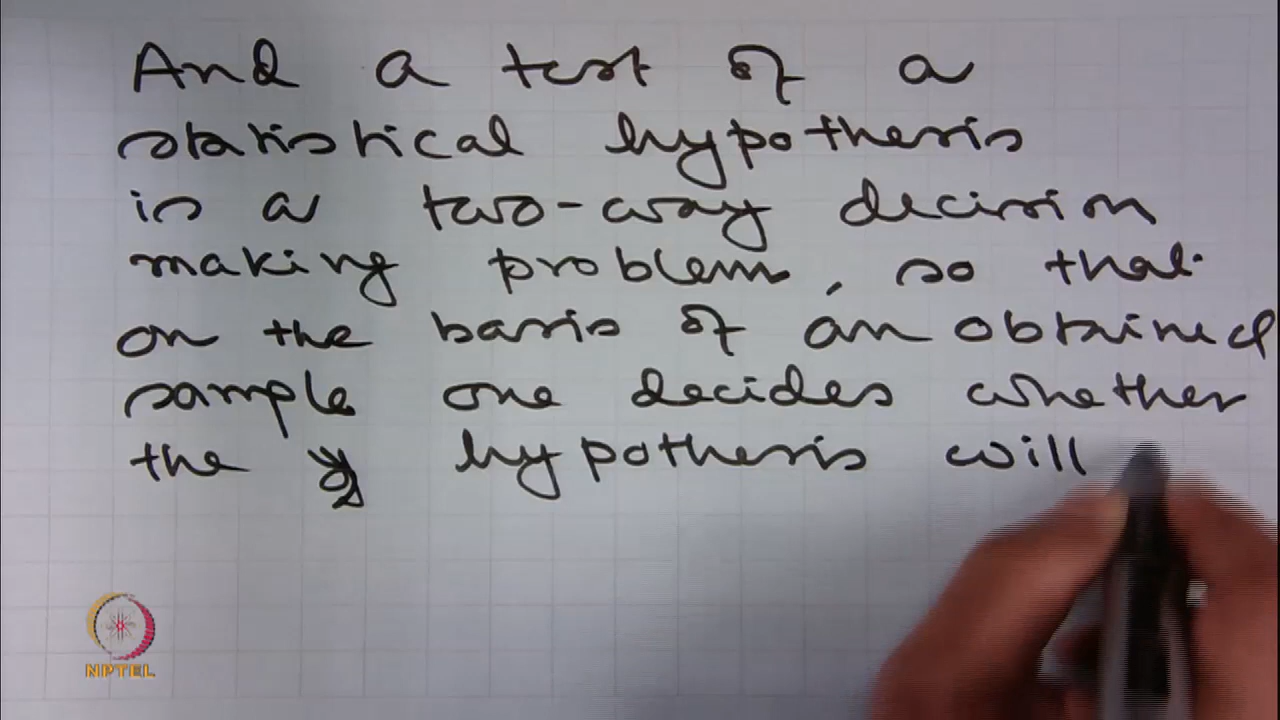 And a test of a
statistical hypothesis
is a two-way decision
making problem, so that
on the basis of an obtained
sample one decides whether
the hypothesis will
NPTEL